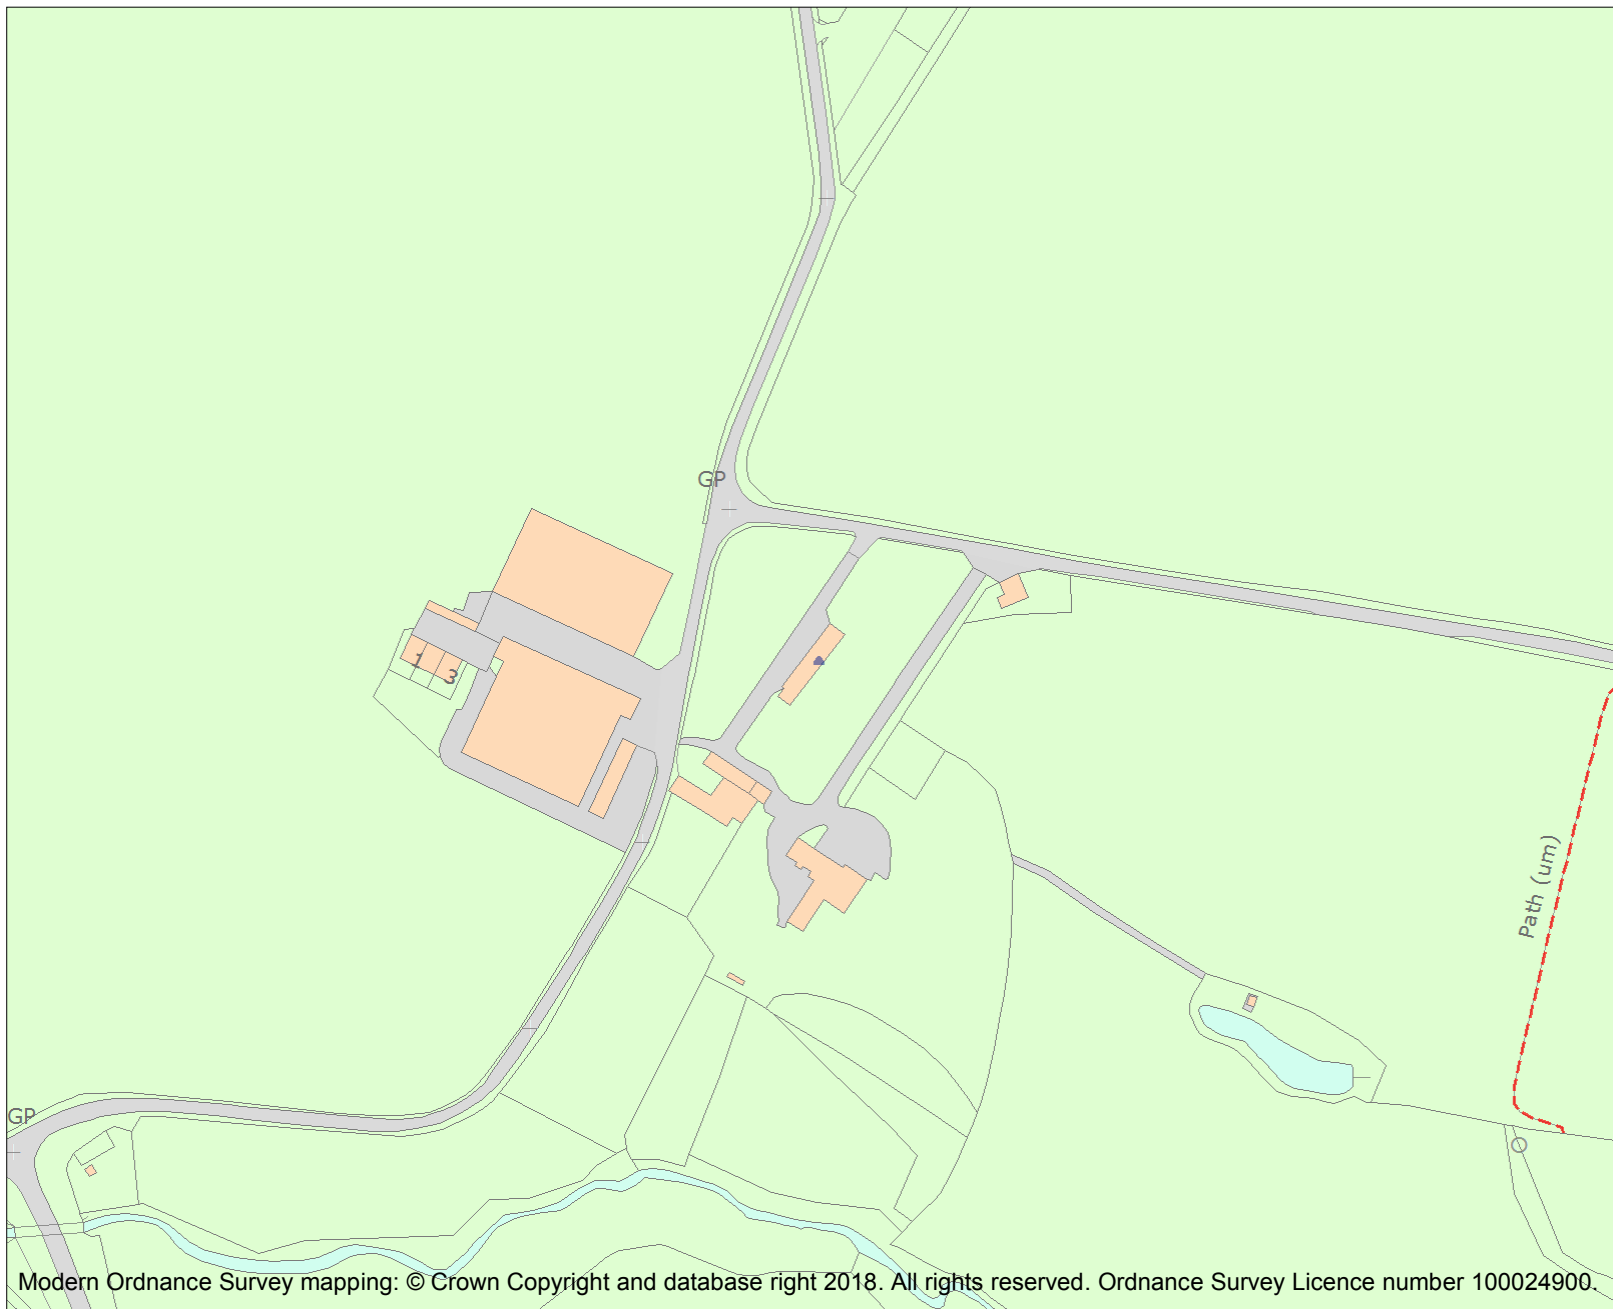 GP
1
3
Path (um)
GP
Modern Ordnance Survey mapping: © Crown Copyright and database right 2018. All rights reserved. Ordnance Survey Licence number 100024900.